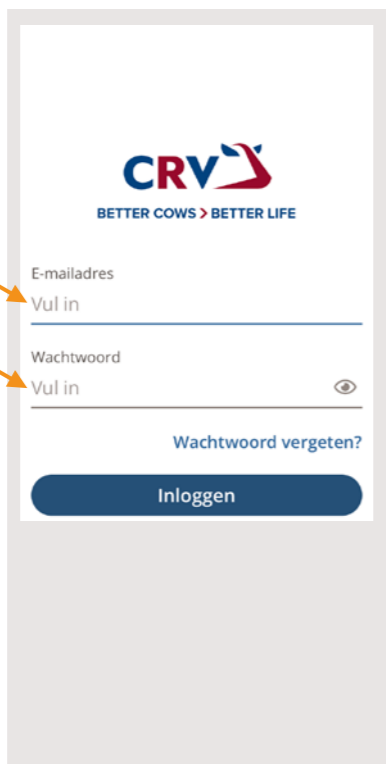 CRV
BETTER COWS > BETTER LIFE
E-mailadres
Vul in
Wachtwoord
Vul in
Wachtwoord vergeten?
Inloggen